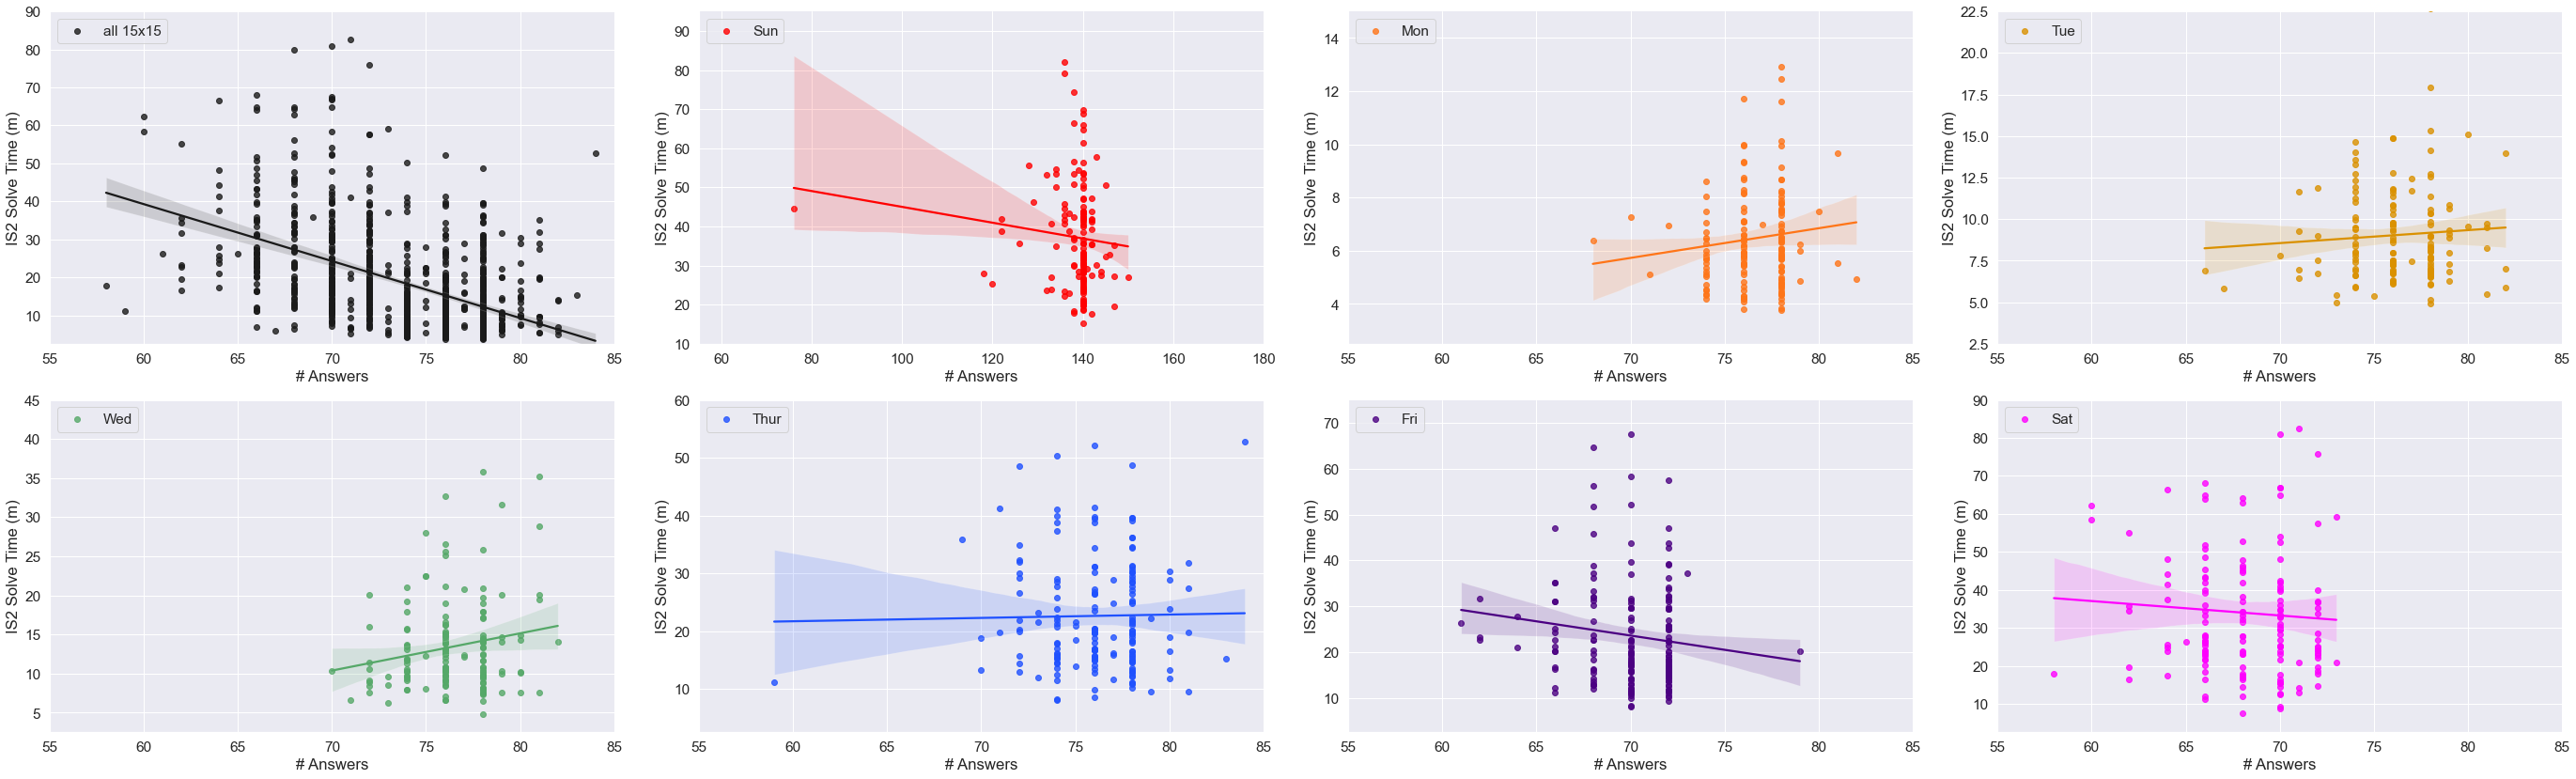 all 15x15
IS2 Solve Time (m)
90
80
70
60
50
40
30
20
10
55 60 65 70 75 80 85
# Answers
Sun
IS2 Solve Time (m)
90
80
70
60
50
40
30
20
10
60 80 100 120 140 160 180
# Answers
Mon
IS2 Solve Time (m)
14
12
10
8
6
4
55 60 65 70 75 80 85
# Answers
Tue
IS2 Solve Time (m)
22.5
20.0
17.5
15.0
12.5
10.0
7.5
5.0
2.5
55 60 65 70 75 80 85
# Answers
Wed
IS2 Solve Time (m)
45
40
35
30
25
20
15
10
5
55 60 65 70 75 80 85
# Answers
Thur
IS2 Solve Time (m)
60
50
40
30
20
10
55 60 65 70 75 80 85
# Answers
Fri
IS2 Solve Time (m)
70
60
50
40
30
20
10
55 60 65 70 75 80 85
# Answers
Sat
IS2 Solve Time (m)
90
80
70
60
50
40
30
20
10
55 60 65 70 75 80 85
# Answers